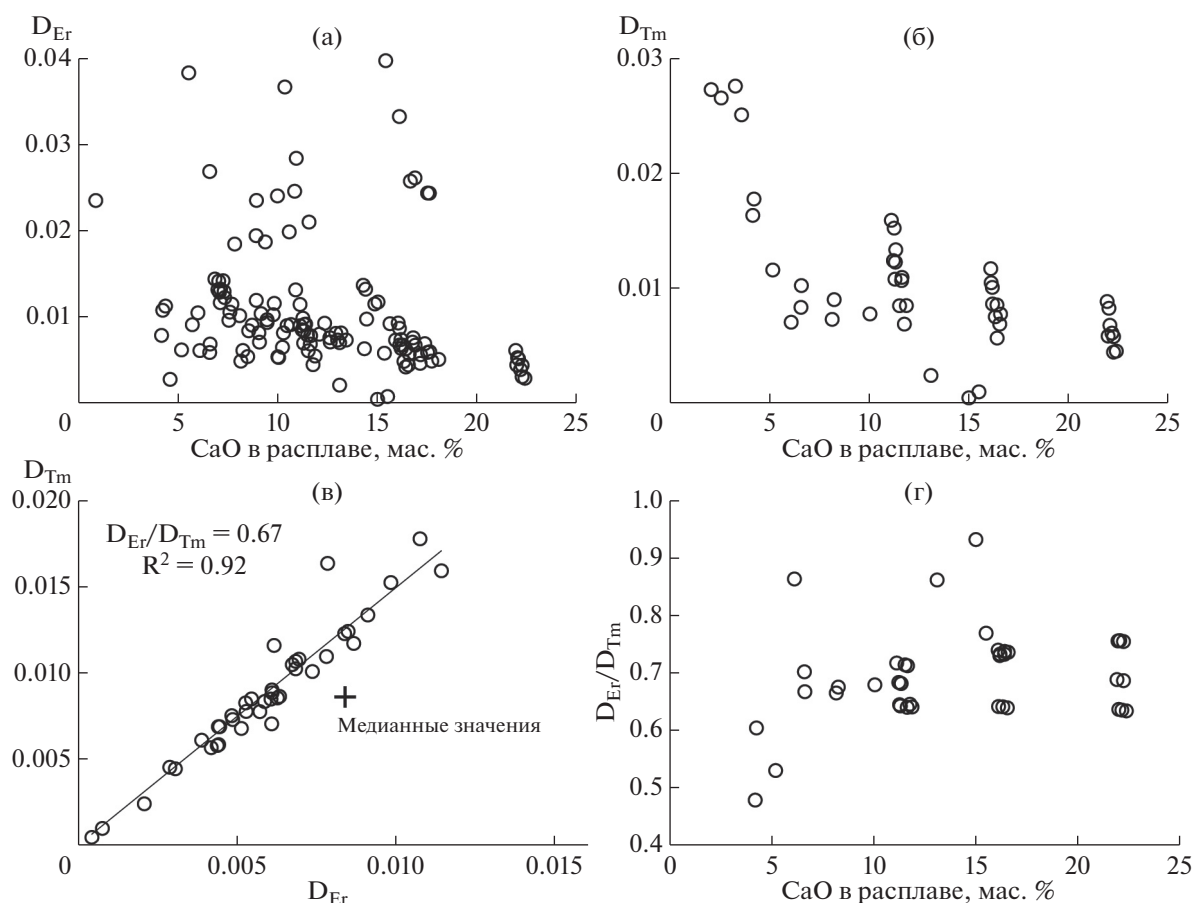 D_Er
(а)
0.04
0.03
0.02
0.01
0
5
10
15
20
25
CaO в расплаве, мас. %
D_Tm
(б)
0.03
0.02
0.01
0
5
10
15
20
25
CaO в расплаве, мас. %
D_Tm
(в)
0.020
D_Er/D_Tm = 0.67
R² = 0.92
0.015
0.010
0.005
Медианные значения
0
0.005
0.010
0.015
D_Er
(г)
1.0
0.9
0.8
0.7
0.6
0.5
0.4
D_Er/D_Tm
0
5
10
15
20
25
CaO в расплаве, мас. %